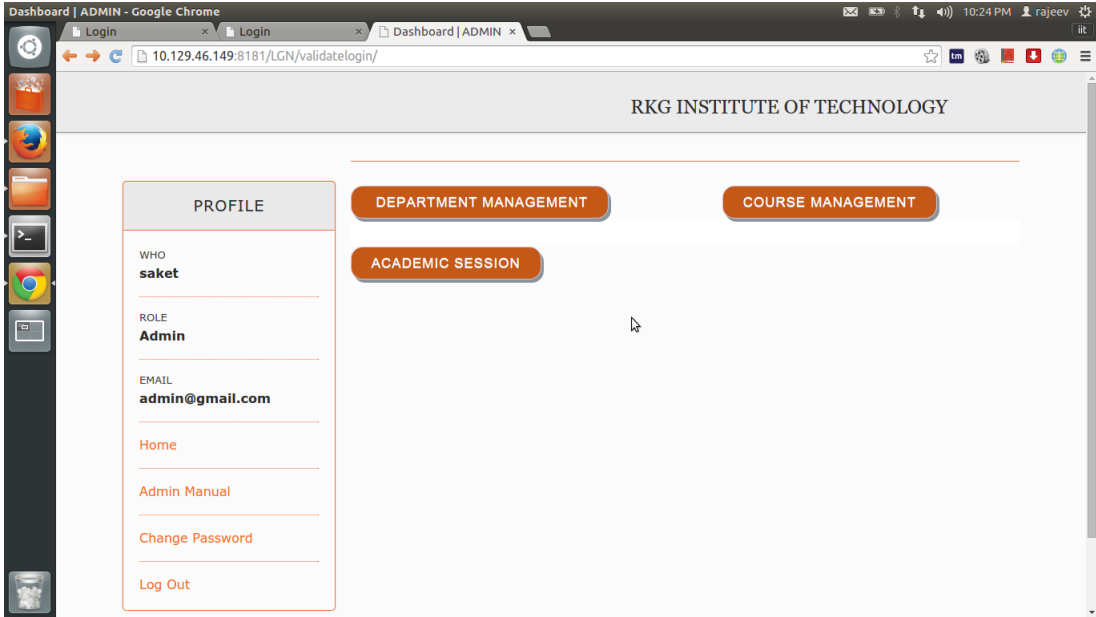 Dashboard | ADMIN - Google Chrome
10:24 PM rajeev
Login × Login × Dashboard | ADMIN × iit
10.129.46.149:8181/LGN/validatelogin/ tm
RKG INSTITUTE OF TECHNOLOGY
PROFILE
WHO
saket
ROLE
Admin
EMAIL
admin@gmail.com
Home
Admin Manual
Change Password
Log Out
DEPARTMENT MANAGEMENT COURSE MANAGEMENT
ACADEMIC SESSION